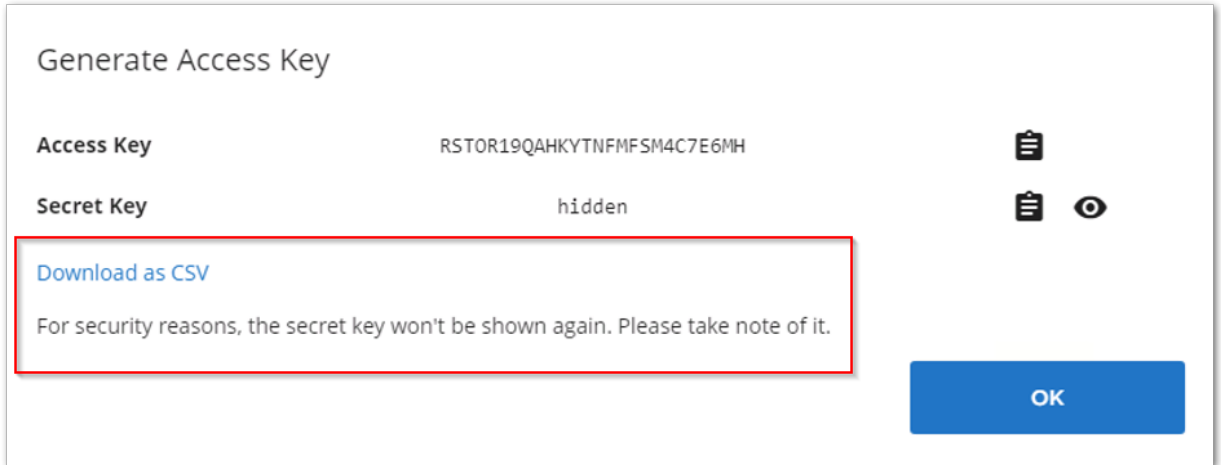 Generate Access Key
Access Key RSTOR19QAHKYTNFMFSM4C7E6MH
Secret Key hidden
Download as CSV
For security reasons, the secret key won't be shown again. Please take note of it.
OK